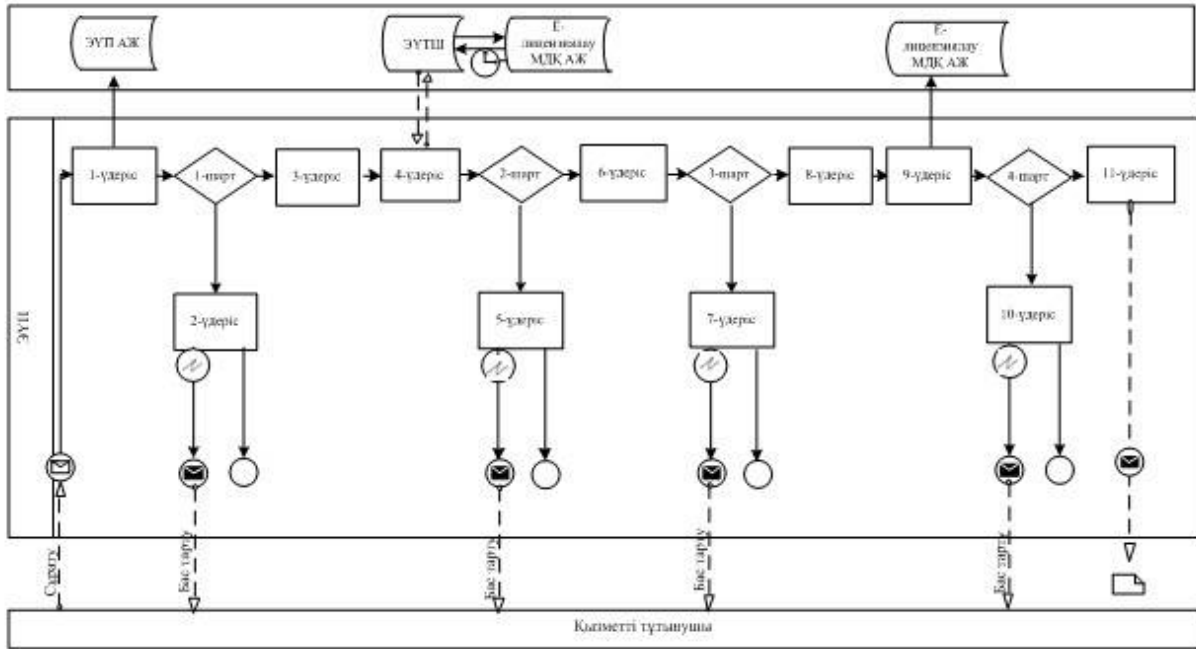 ЭҮП АЖ
ЭҮТШ
Е-
лицензиялау
МДҚ АЖ
Е-
лицензиялау
МДҚ АЖ
ЭҮП
1-үдеріс
1-шарт
3-үдеріс
4-үдеріс
2-шарт
6-үдеріс
3-шарт
8-үдеріс
9-үдеріс
4-шарт
11-үдеріс
2-үдеріс
5-үдеріс
7-үдеріс
10-үдеріс
Сұрату
Бас тарту
Бас тарту
Бас тарту
Бас тарту
Қызметті тұтынушы